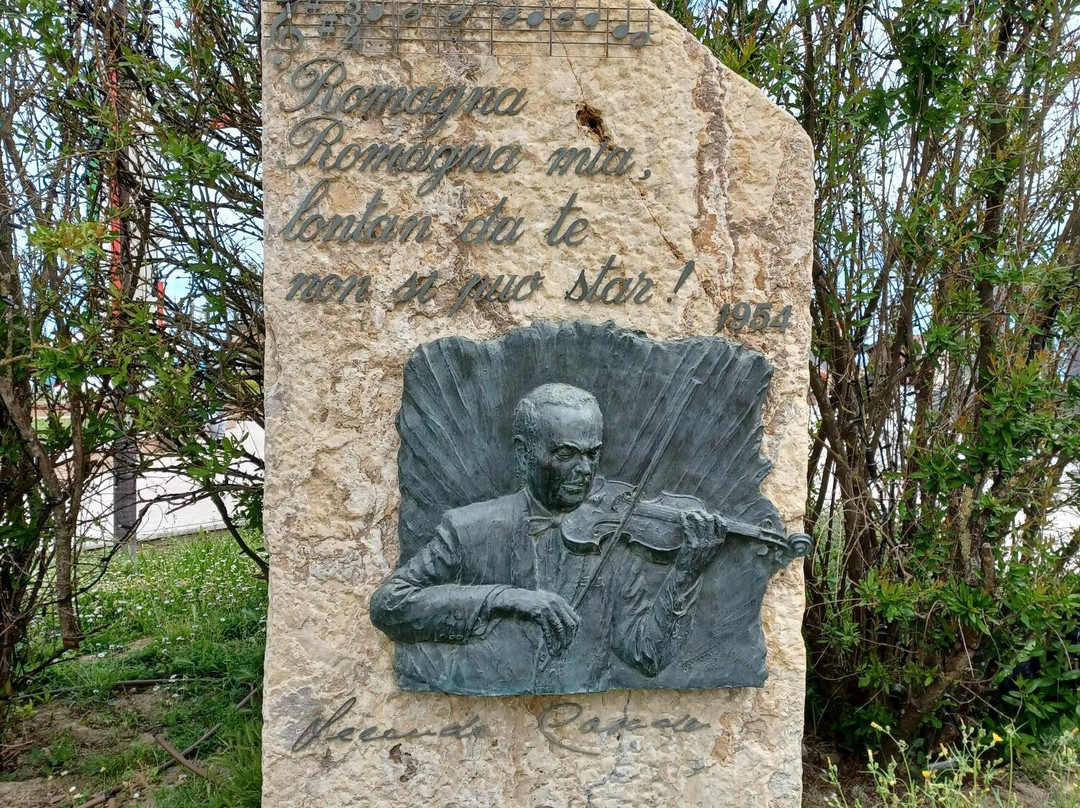 Romagna
Romagna mia,
lontan da te
non si può star!
1954
Secondo Casadei